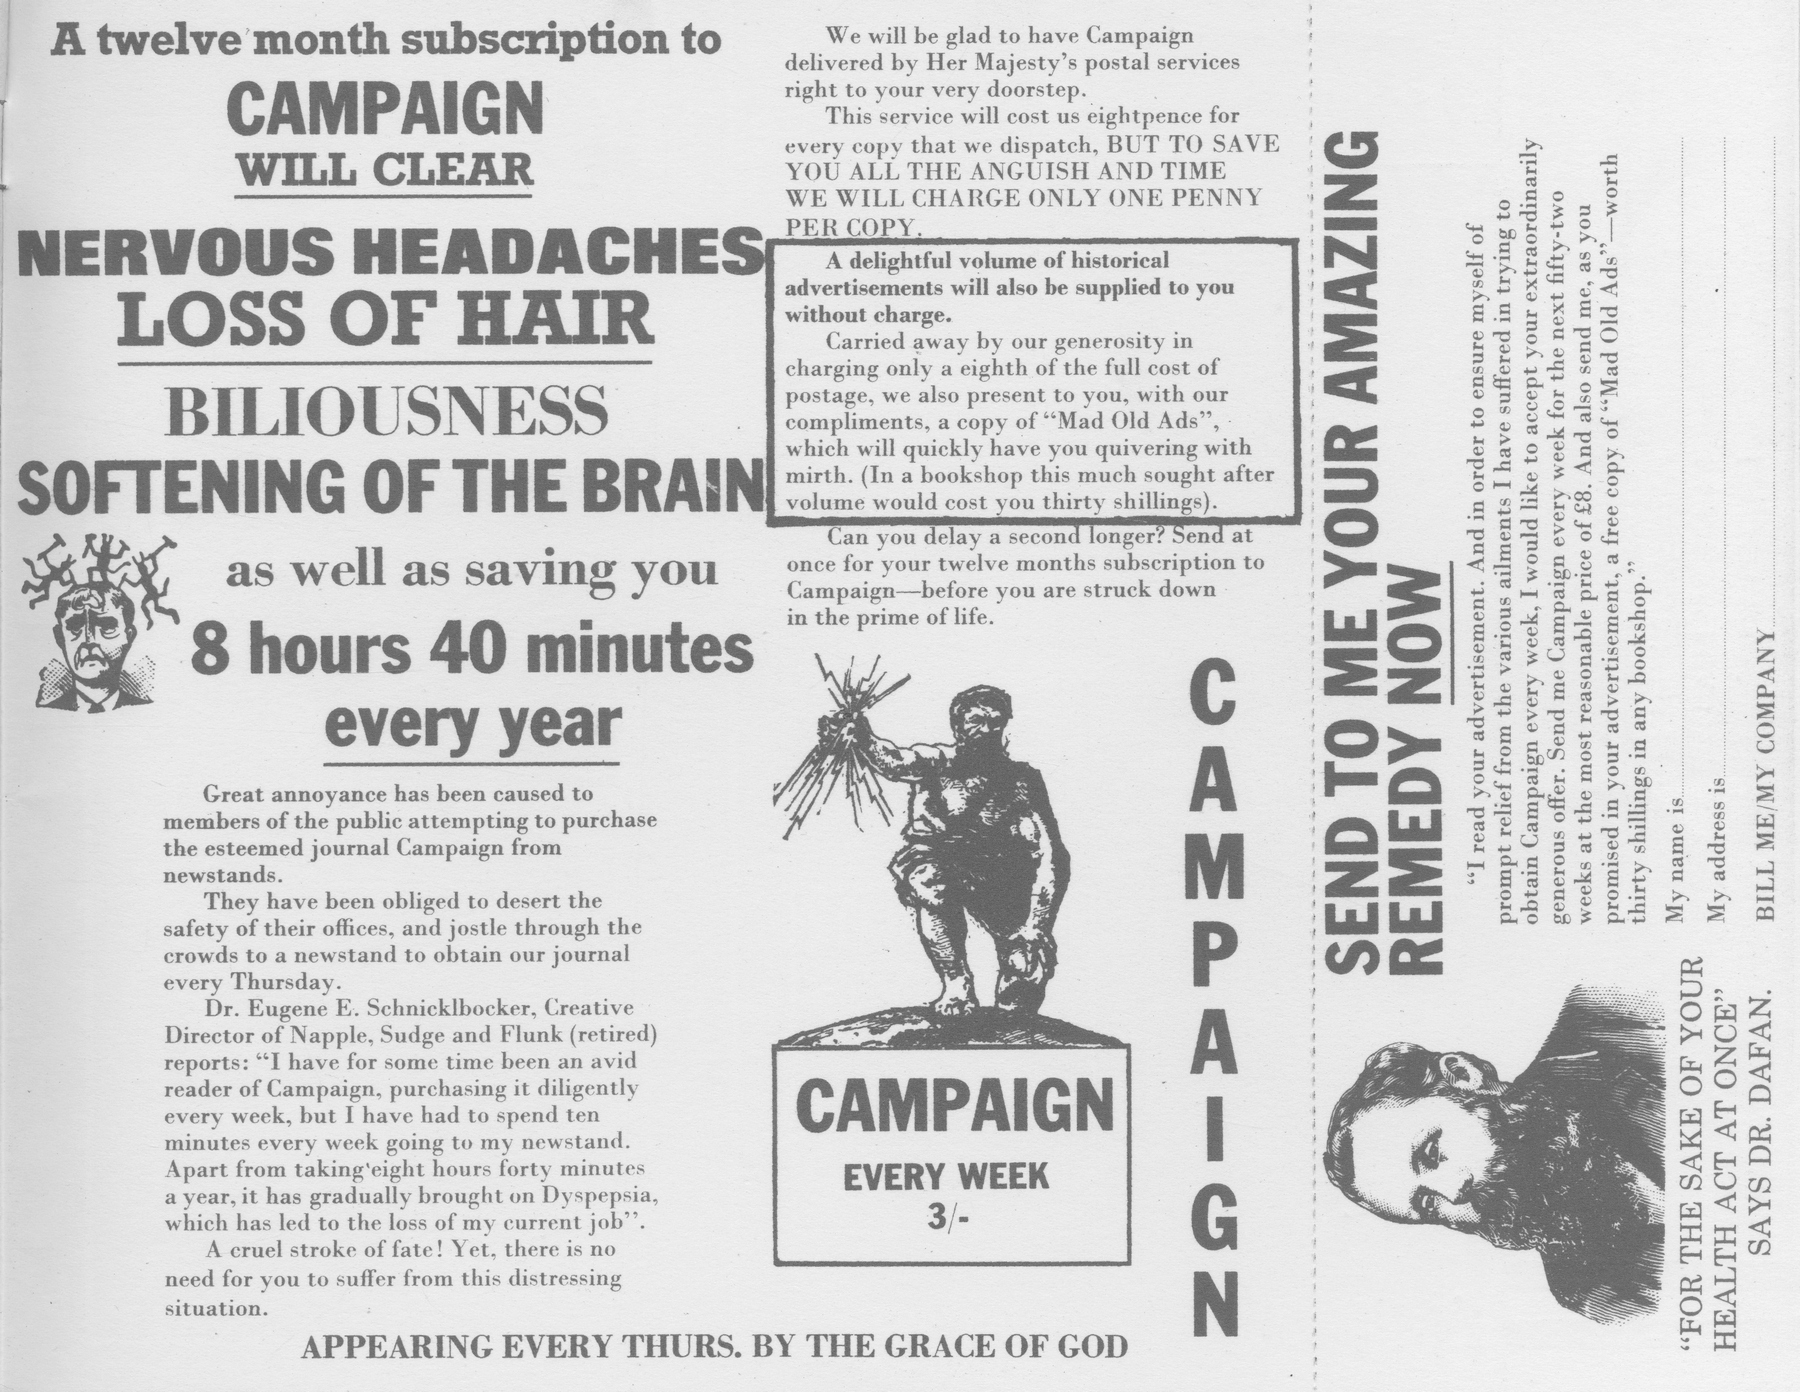 A twelve month subscription to
CAMPAIGN
WILL CLEAR
NERVOUS HEADACHES
LOSS OF HAIR
BILIOUSNESS
SOFTENING OF THE BRAIN
as well as saving you
8 hours 40 minutes
every year
Great annoyance has been caused to
members of the public attempting to purchase
the esteemed journal Campaign from
newstands.
They have been obliged to desert the
safety of their offices, and jostle through the
crowds to a newstand to obtain our journal
every Thursday.
Dr. Eugene E. Schnicklbocker, Creative
Director of Napple, Sudge and Flunk (retired)
reports: “I have for some time been an avid
reader of Campaign, purchasing it diligently
every week, but I have had to spend ten
minutes every week going to my newstand.
Apart from taking eight hours forty minutes
a year, it has gradually brought on Dyspepsia,
which has led to the loss of my current job”.
A cruel stroke of fate! Yet, there is no
need for you to suffer from this distressing
situation.
We will be glad to have Campaign
delivered by Her Majesty’s postal services
right to your very doorstep.
This service will cost us eightpence for
every copy that we dispatch, BUT TO SAVE
YOU ALL THE ANGUISH AND TIME
WE WILL CHARGE ONLY ONE PENNY
PER COPY.
A delightful volume of historical
advertisements will also be supplied to you
without charge.
Carried away by our generosity in
charging only a eighth of the full cost of
postage, we also present to you, with our
compliments, a copy of “Mad Old Ads”,
which will quickly have you quivering with
mirth. (In a bookshop this much sought after
volume would cost you thirty shillings).
Can you delay a second longer? Send at
once for your twelve months subscription to
Campaign—before you are struck down
in the prime of life.
CAMPAIGN
EVERY WEEK
3/-
CAMPAIGN
APPEARING EVERY THURS. BY THE GRACE OF GOD
SEND TO ME YOUR AMAZING
REMEDY NOW
“I read your advertisement. And in order to ensure myself of
prompt relief from the various ailments I have suffered in trying to
obtain Campaign every week, I would like to accept your extraordinarily
generous offer. Send me Campaign every week for the next fifty-two
weeks at the most reasonable price of £8. And also send me, as you
promised in your advertisement, a free copy of “Mad Old Ads”—worth
thirty shillings in any bookshop.”
My name is
My address is
BILL ME/MY COMPANY
“FOR THE SAKE OF YOUR
HEALTH ACT AT ONCE”
SAYS DR. DAFAN.